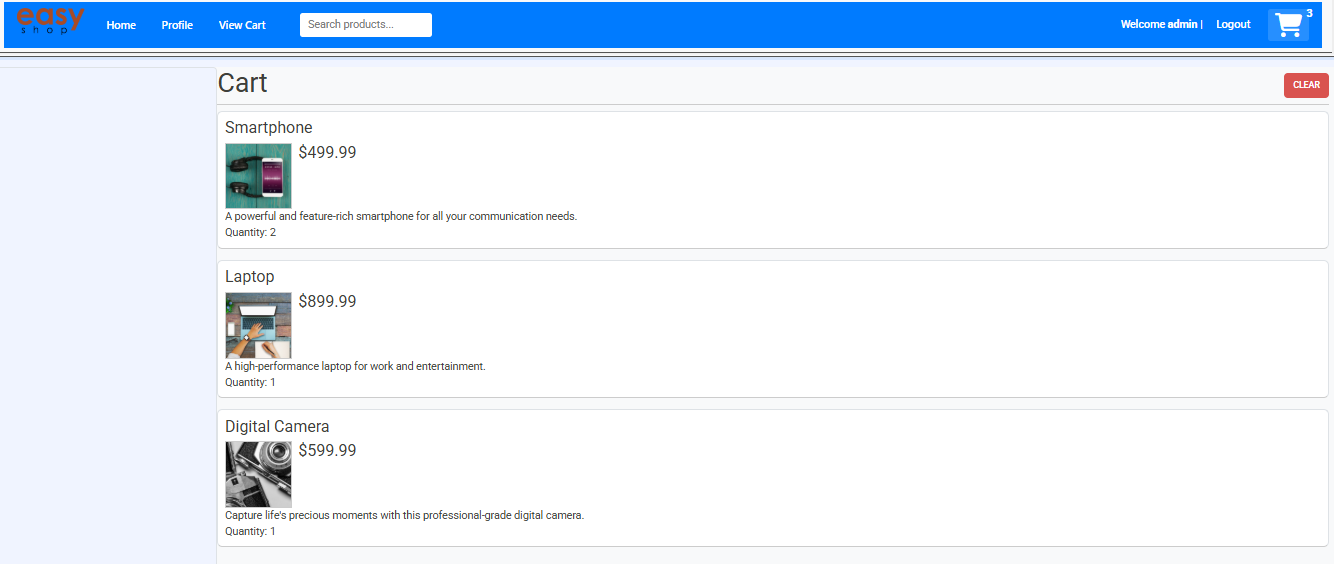 easy
shop
Home Profile View Cart Search products... Welcome admin | Logout 3
Cart CLEAR
Smartphone
$499.99
A powerful and feature-rich smartphone for all your communication needs.
Quantity: 2
Laptop
$899.99
A high-performance laptop for work and entertainment.
Quantity: 1
Digital Camera
$599.99
Capture life's precious moments with this professional-grade digital camera.
Quantity: 1